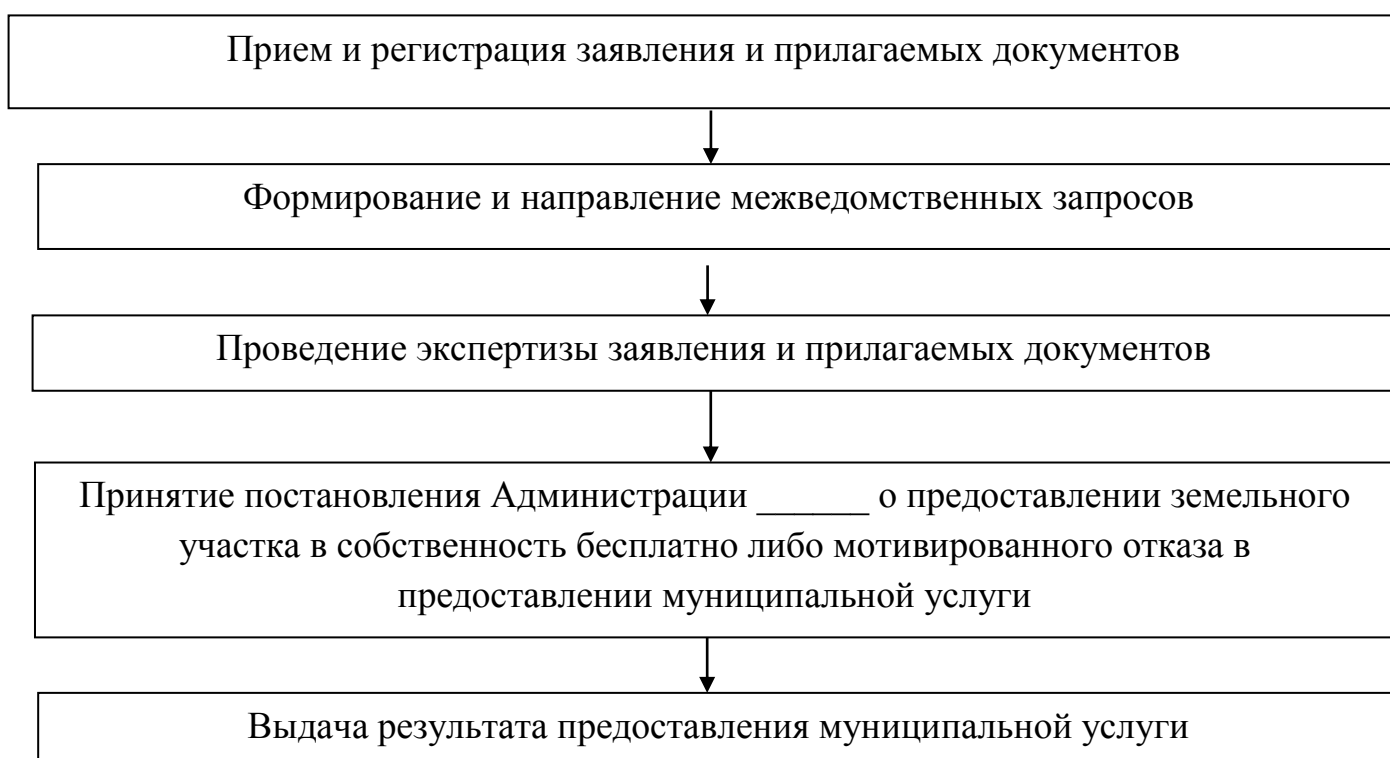 Прием и регистрация заявления и прилагаемых документов
Формирование и направление межведомственных запросов
Проведение экспертизы заявления и прилагаемых документов
Принятие постановления Администрации ______ о предоставлении земельного
участка в собственность бесплатно либо мотивированного отказа в
предоставлении муниципальной услуги
Выдача результата предоставления муниципальной услуги